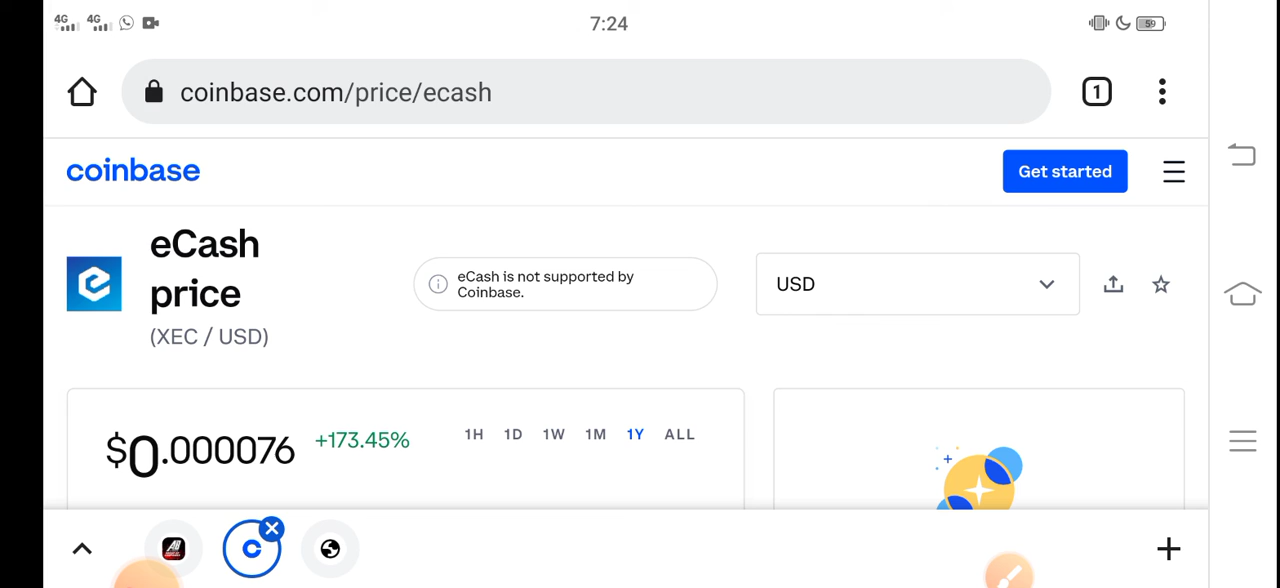 4G 4G 7:24 59
coinbase.com/price/ecash 1
coinbase Get started
eCash
price
(XEC / USD)
eCash is not supported by
Coinbase.
USD
$0.000076 +173.45% 1H 1D 1W 1M 1Y ALL